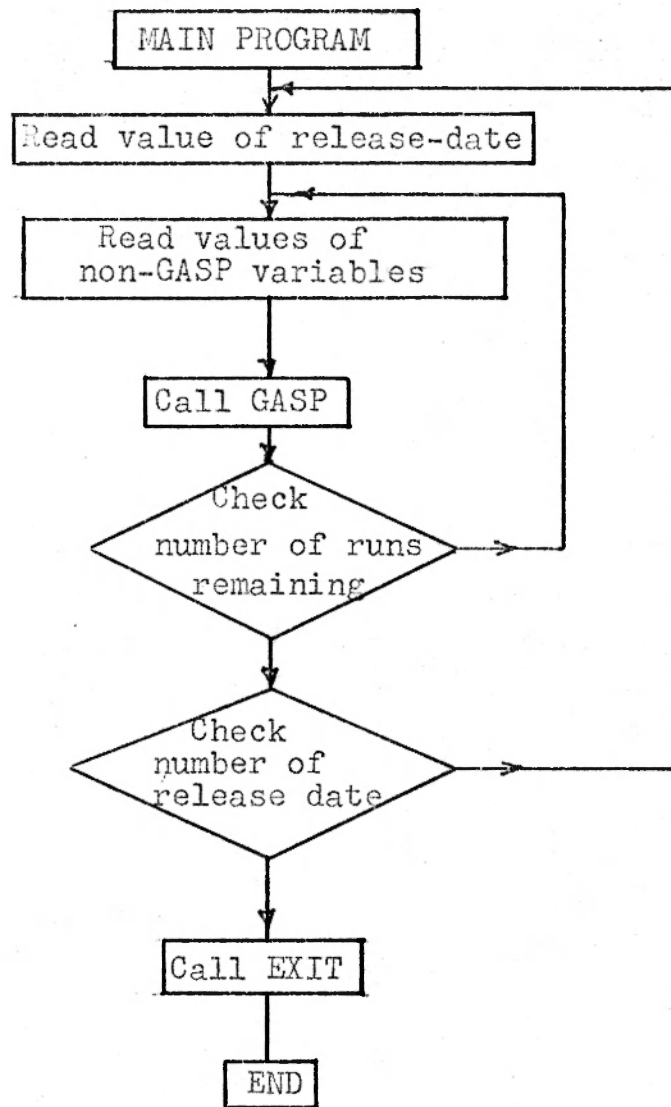 MAIN PROGRAM
Read value of release-date
Read values of
non-GASP variables
Call GASP
Check
number of runs
remaining
Check
number of
release date
Call EXIT
END